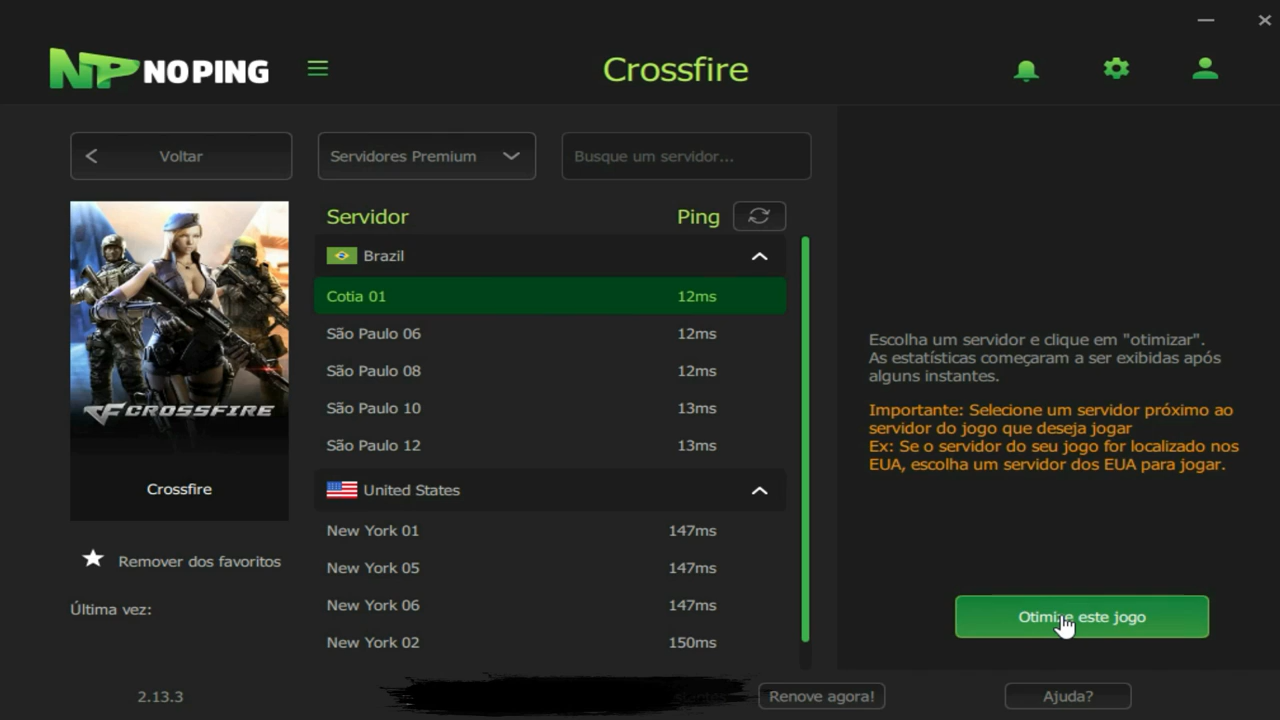 NP NOPING
Crossfire
Voltar
Servidores Premium
Busque um servidor...
Servidor Ping
Brazil
Cotia 01 12ms
São Paulo 06 12ms
São Paulo 08 12ms
São Paulo 10 13ms
São Paulo 12 13ms
United States
New York 01 147ms
New York 05 147ms
New York 06 147ms
New York 02 150ms
CF CROSSFIRE
Crossfire
Remover dos favoritos
Última vez:
Escolha um servidor e clique em "otimizar".
As estatísticas começaram a ser exibidas após
alguns instantes.
Importante: Selecione um servidor próximo ao
servidor do jogo que deseja jogar
Ex: Se o servidor do seu jogo for localizado nos
EUA, escolha um servidor dos EUA para jogar.
Otimize este jogo
2.13.3
Renove agora!
Ajuda?